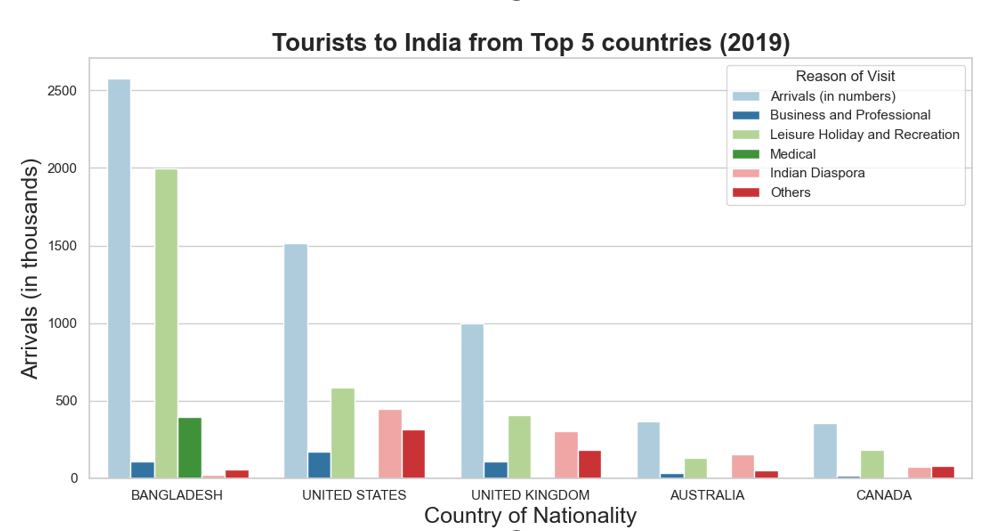 Tourists to India from Top 5 countries (2019)
Reason of Visit
Arrivals (in numbers)
Business and Professional
Leisure Holiday and Recreation
Medical
Indian Diaspora
Others
Arrivals (in thousands)
2500
2000
1500
1000
500
0
BANGLADESH UNITED STATES UNITED KINGDOM AUSTRALIA CANADA
Country of Nationality